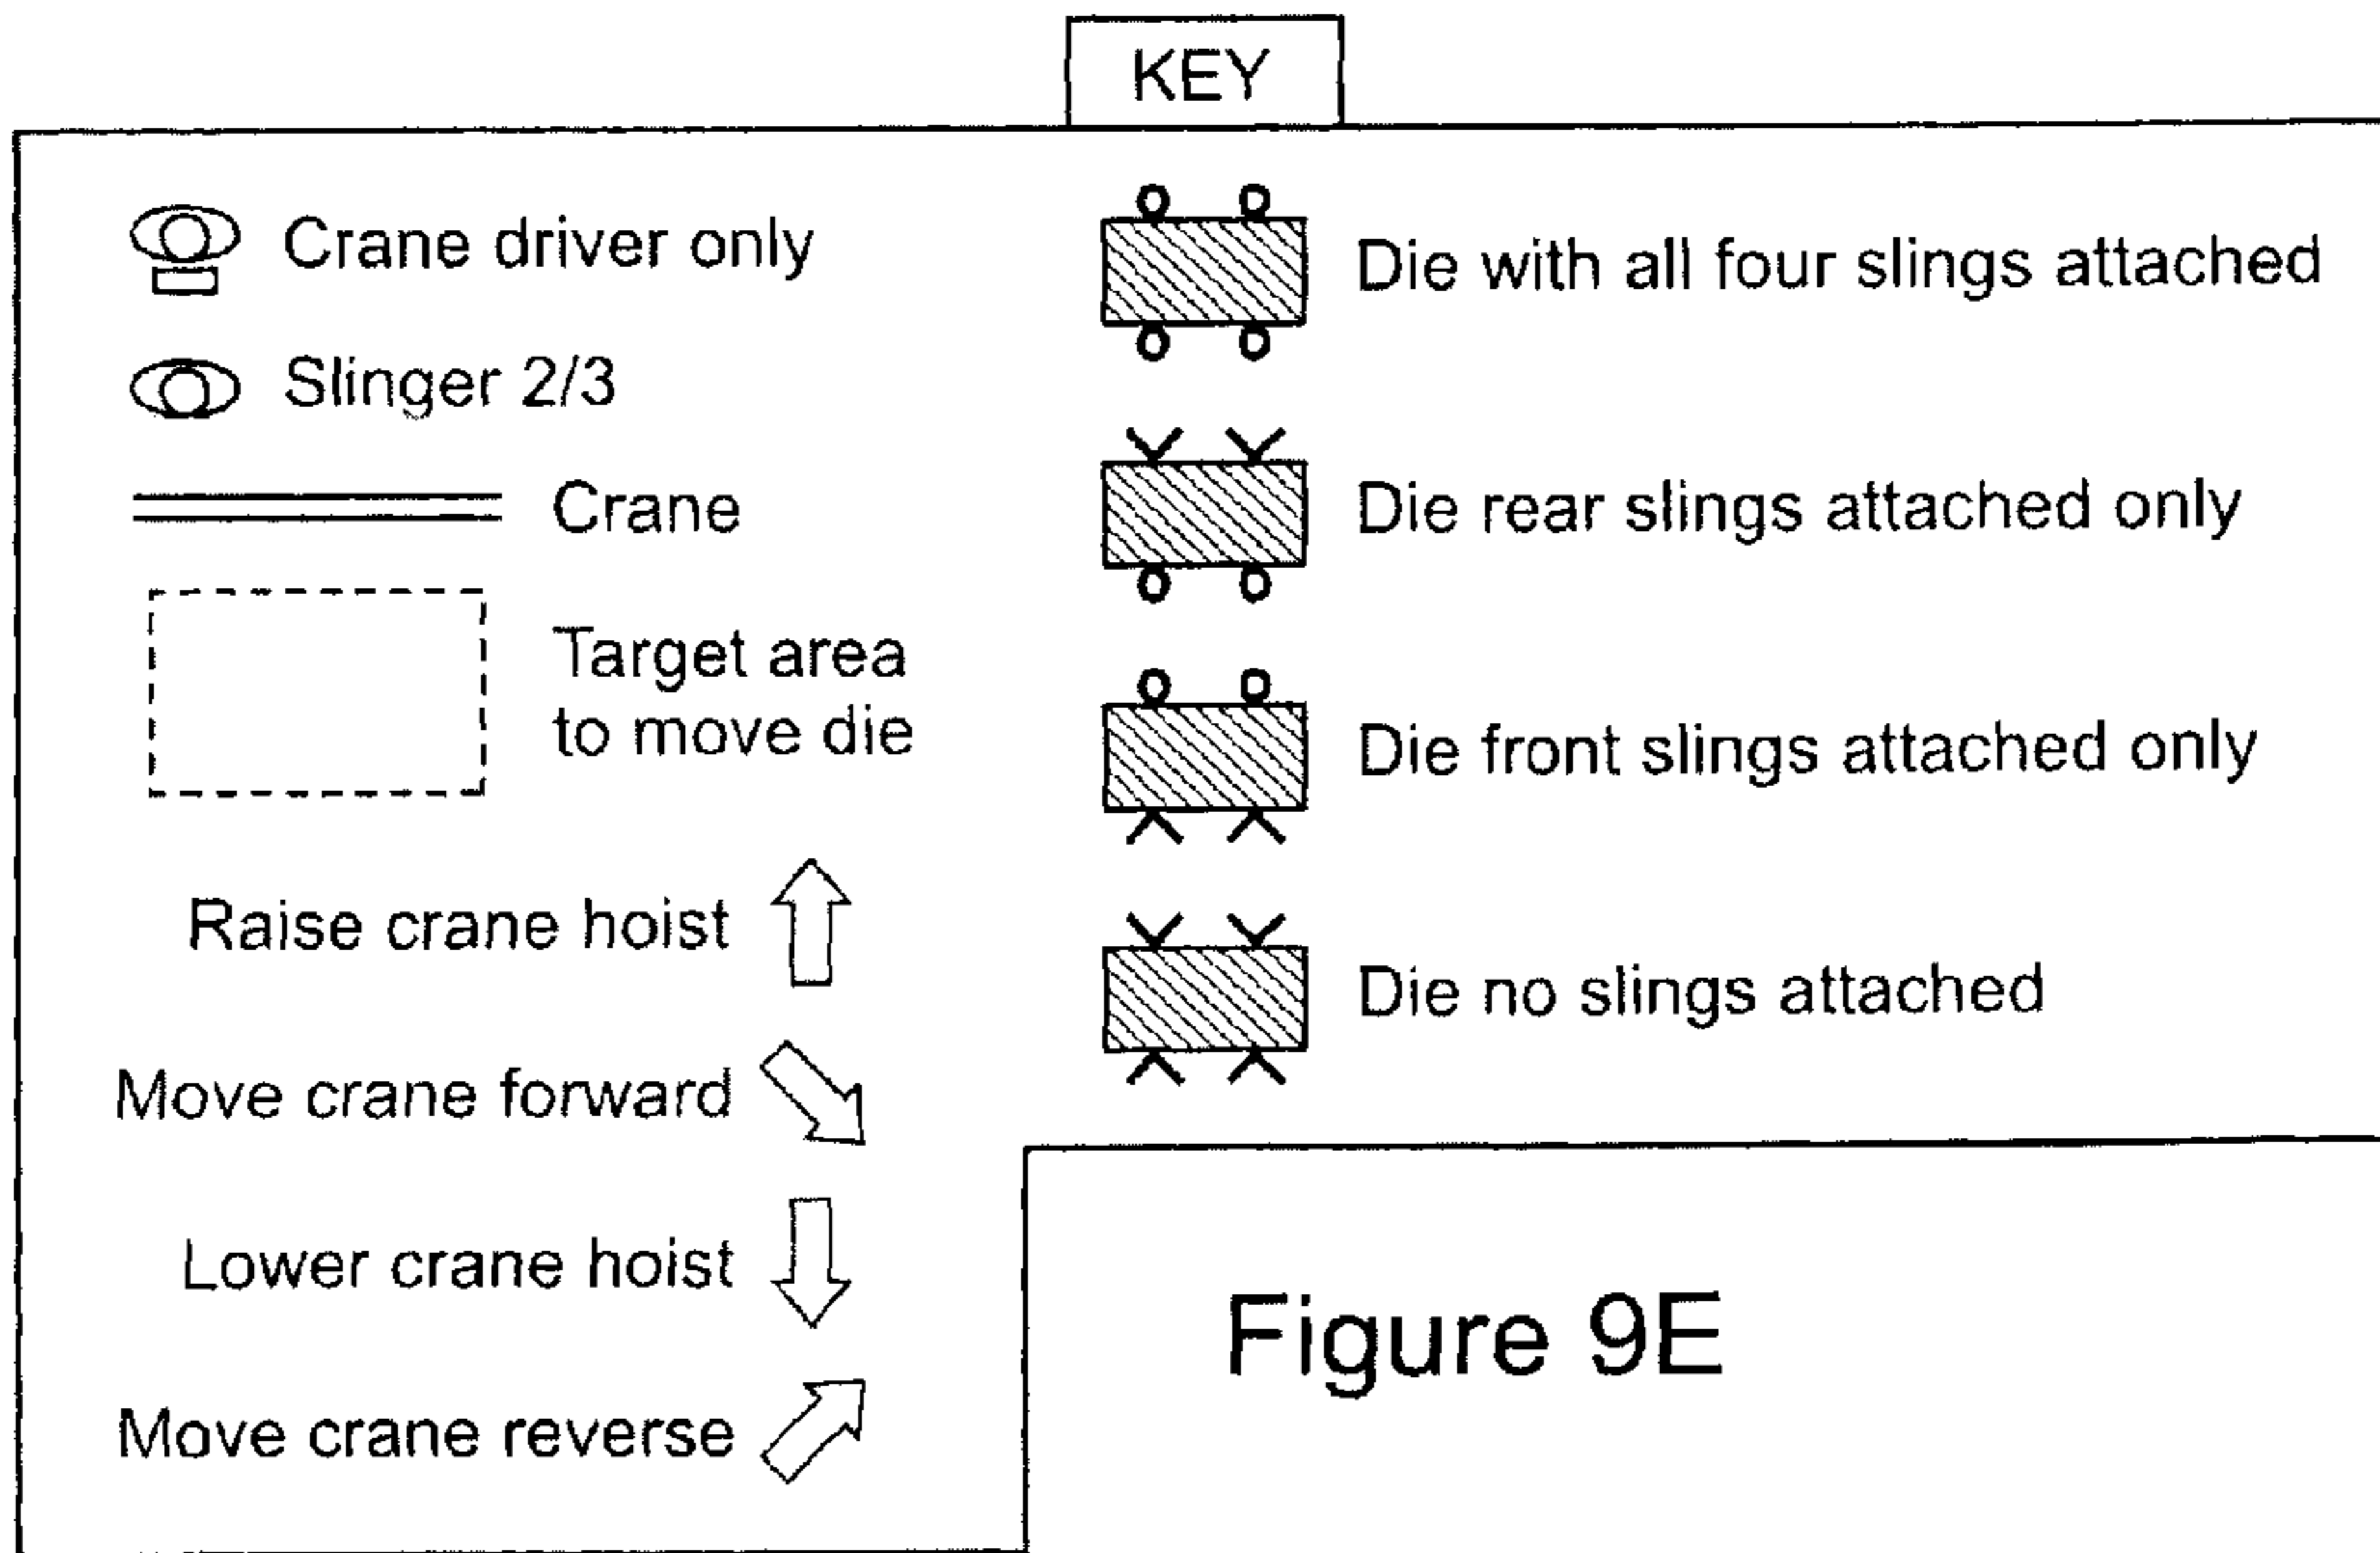 KEY
Crane driver only
Slinger 2/3
Crane
Target area
to move die
Raise crane hoist
Move crane forward
Lower crane hoist
Move crane reverse
Die with all four slings attached
Die rear slings attached only
Die front slings attached only
Die no slings attached
Figure 9E